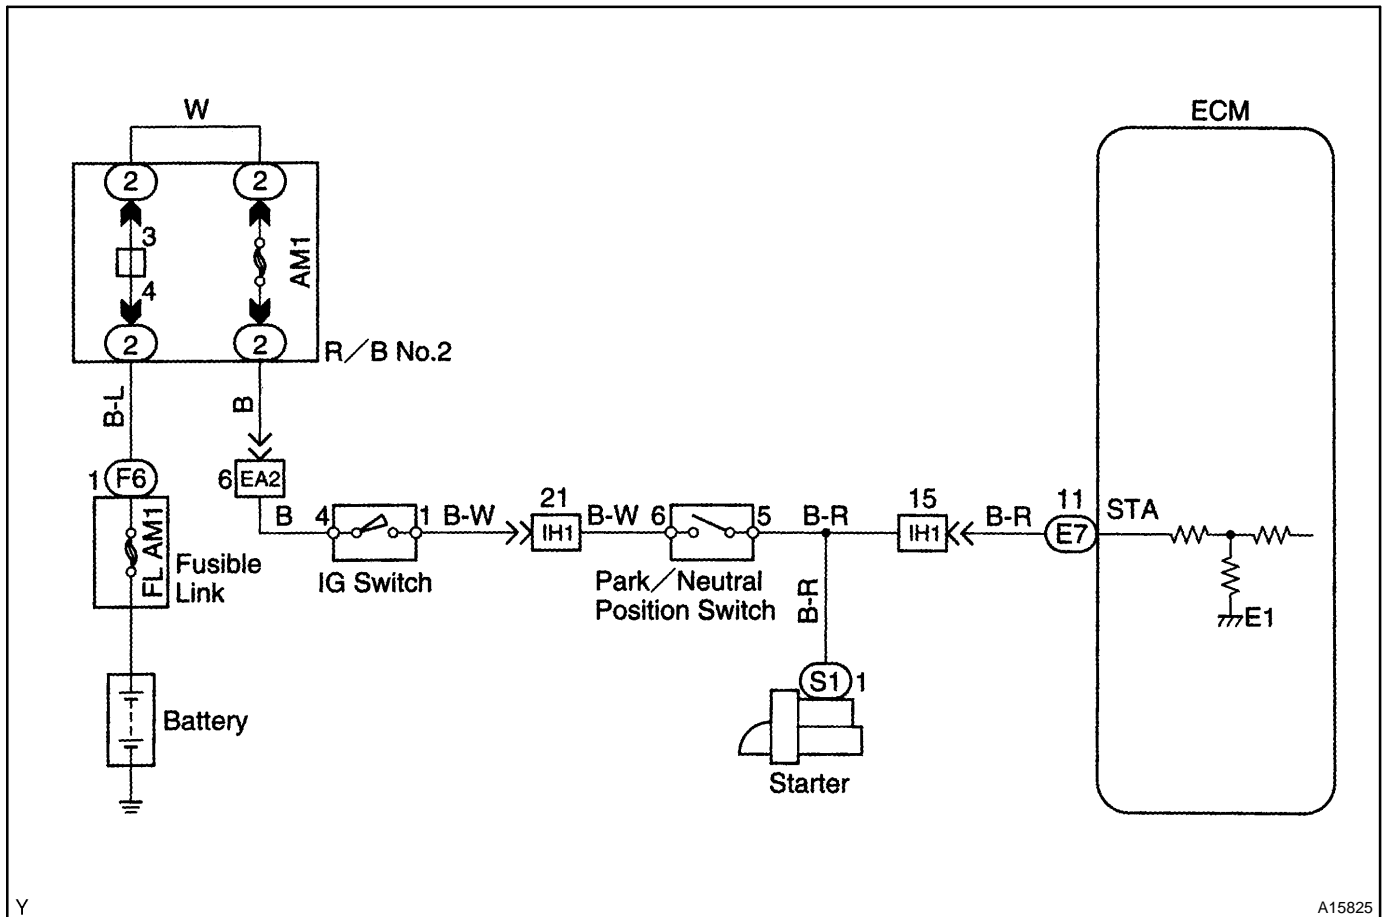 W
ECM
2 2
3
AM1
4
2 2
R/B No.2
B-L
B
1 F6
6 EA2
FL AM1
Fusible
Link
B 4 1 B-W
IG Switch
21
IH1
B-W 6 5 B-R
Park/Neutral
Position Switch
15
IH1
B-R
11
E7
STA
E1
B-R
S1 1
Starter
Battery
Y
A15825